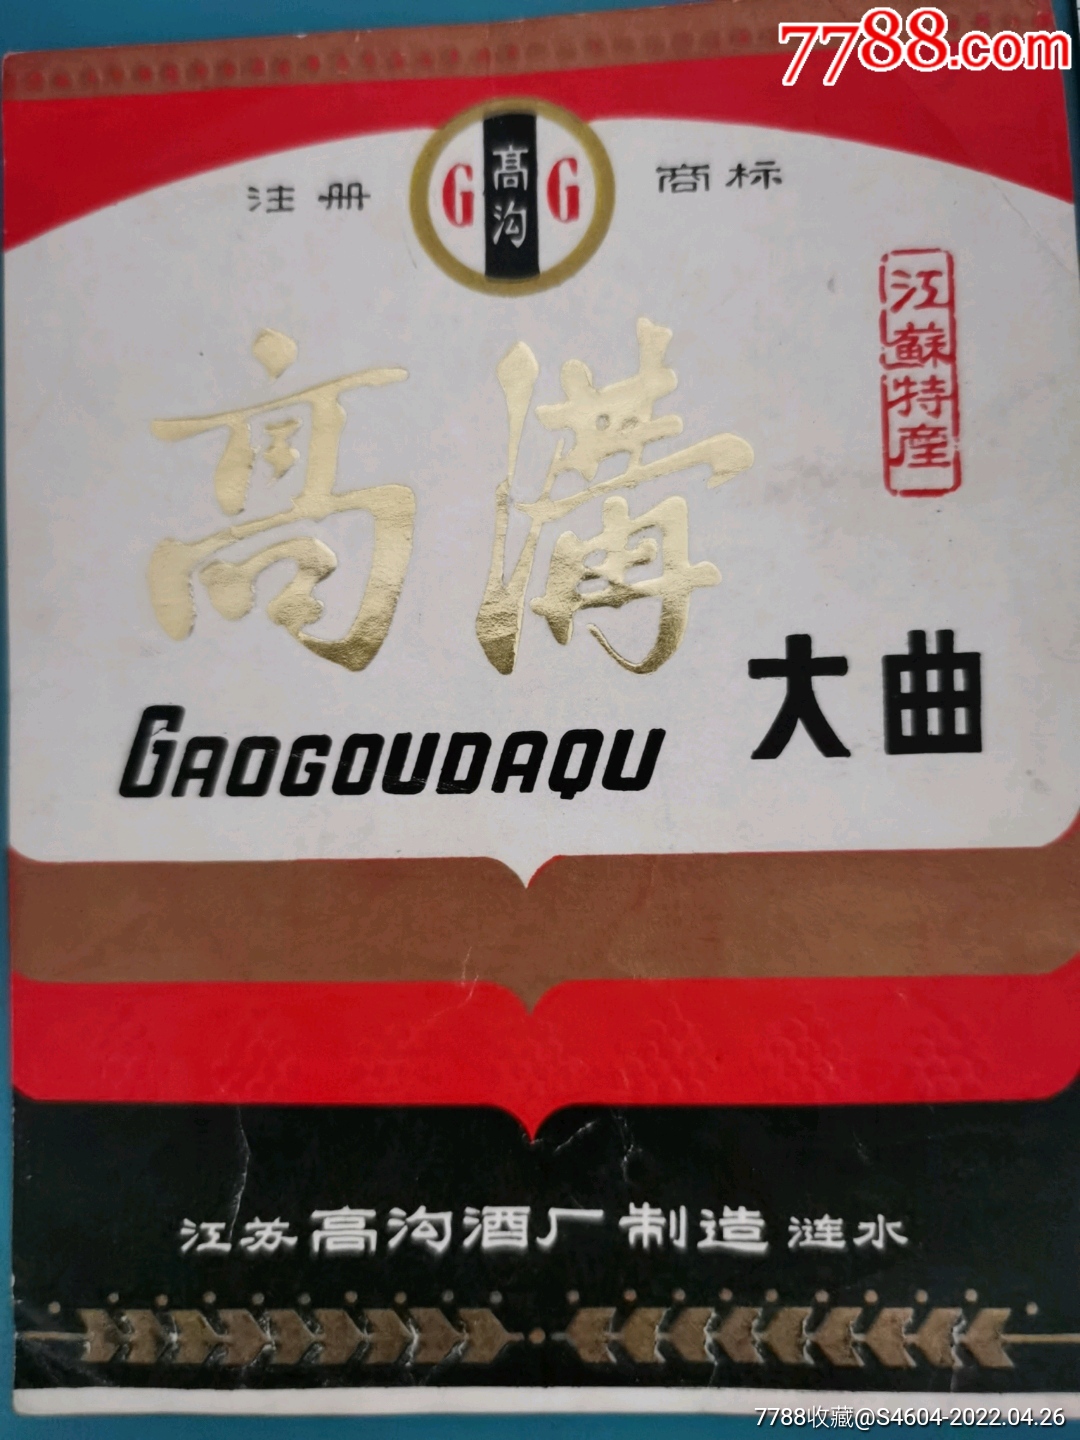 7788.com
注册
G 高沟 G
商标
江蘇特産
高溝
大曲
GAOGOUDAQU
江苏高沟酒厂制造涟水
7788收藏@S4604-2022.04.26